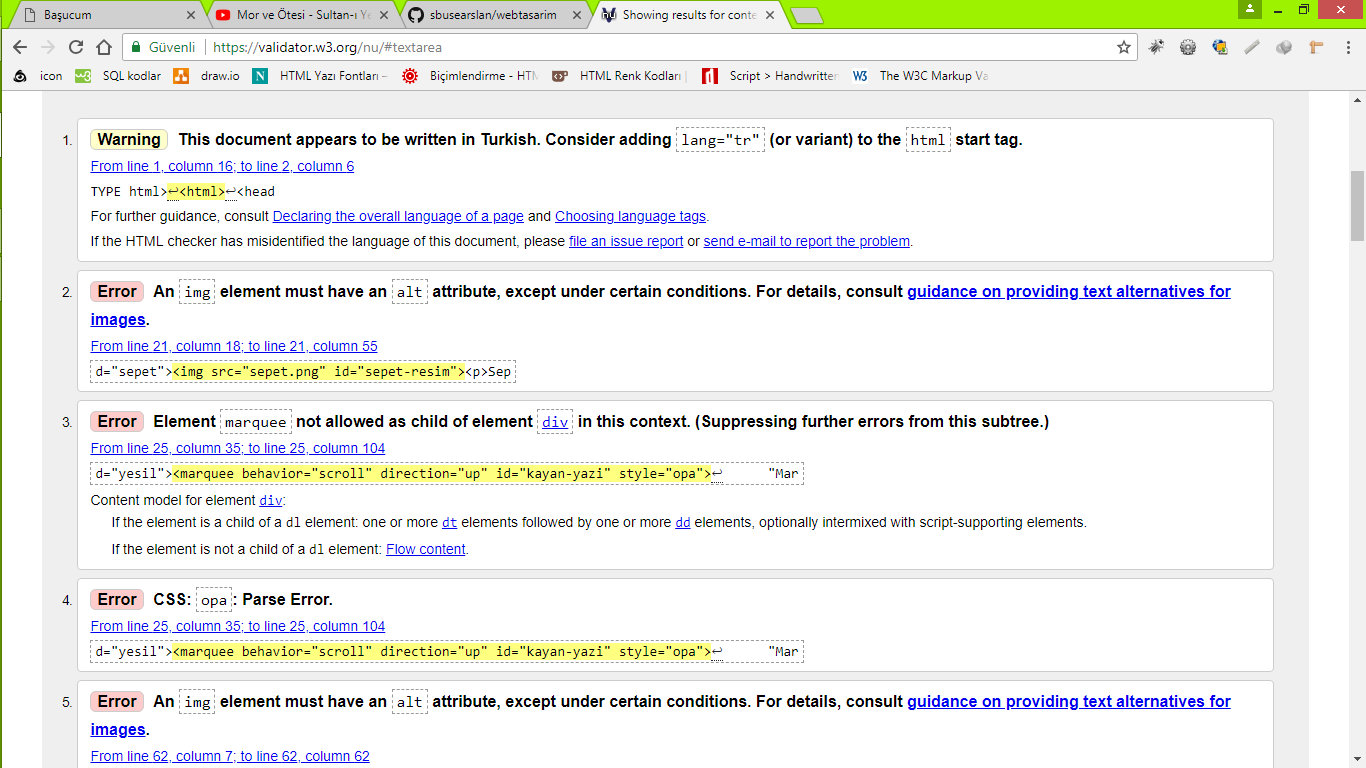 Başucum
Mor ve Ötesi - Sultan-ı Ye
sbusearslan/webtasarim
Showing results for conte
Güvenli
https://validator.w3.org/nu/#textarea
icon
SQL kodlar
draw.io
HTML Yazı Fontları –
Biçimlendirme - HTM
HTML Renk Kodları |
Script > Handwritten
The W3C Markup Va
1. Warning This document appears to be written in Turkish. Consider adding lang="tr" (or variant) to the html start tag.
From line 1, column 16; to line 2, column 6
TYPE html>↩<html>↩<head
For further guidance, consult Declaring the overall language of a page and Choosing language tags.
If the HTML checker has misidentified the language of this document, please file an issue report or send e-mail to report the problem.
2. Error An img element must have an alt attribute, except under certain conditions. For details, consult guidance on providing text alternatives for
images.
From line 21, column 18; to line 21, column 55
d="sepet"><img src="sepet.png" id="sepet-resim"><p>Sep
3. Error Element marquee not allowed as child of element div in this context. (Suppressing further errors from this subtree.)
From line 25, column 35; to line 25, column 104
d="yesil"><marquee behavior="scroll" direction="up" id="kayan-yazi" style="opa">↩ "Mar
Content model for element div:
If the element is a child of a dl element: one or more dt elements followed by one or more dd elements, optionally intermixed with script-supporting elements.
If the element is not a child of a dl element: Flow content.
4. Error CSS: opa: Parse Error.
From line 25, column 35; to line 25, column 104
d="yesil"><marquee behavior="scroll" direction="up" id="kayan-yazi" style="opa">↩ "Mar
5. Error An img element must have an alt attribute, except under certain conditions. For details, consult guidance on providing text alternatives for
images.
From line 62, column 7; to line 62, column 62